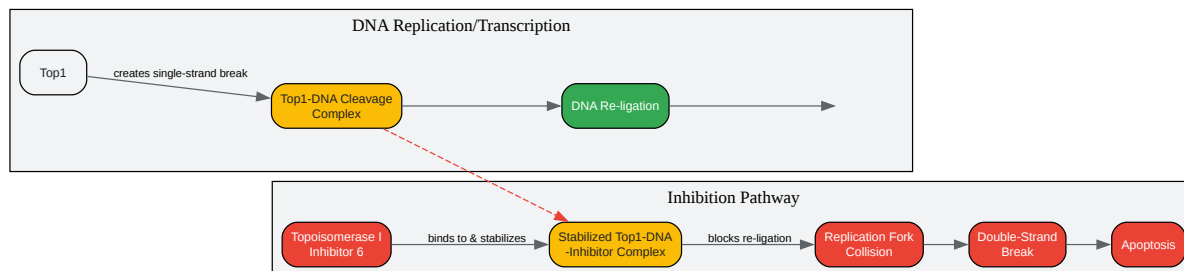 DNA Replication/Transcription
Top1
creates single-strand break
Top1-DNA Cleavage
Complex
DNA Re-ligation
Inhibition Pathway
Topoisomerase I
Inhibitor 6
binds to & stabilizes
Stabilized Top1-DNA
-Inhibitor Complex
blocks re-ligation
Replication Fork
Collision
Double-Strand
Break
Apoptosis